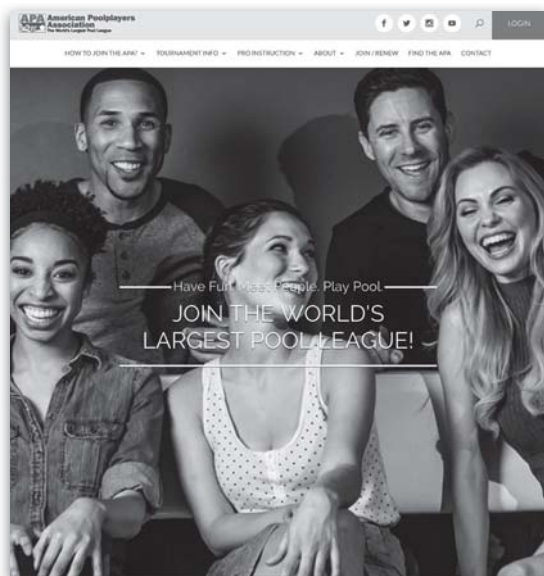 APA American Poolplayers
Association
The World's Largest Pool League
LOGIN
HOW TO JOIN THE APA?
TOURNAMENT INFO
PRO INSTRUCTION
ABOUT
JOIN / RENEW
FIND THE APA
CONTACT
Have Fun. Meet People. Play Pool
JOIN THE WORLD'S
LARGEST POOL LEAGUE!